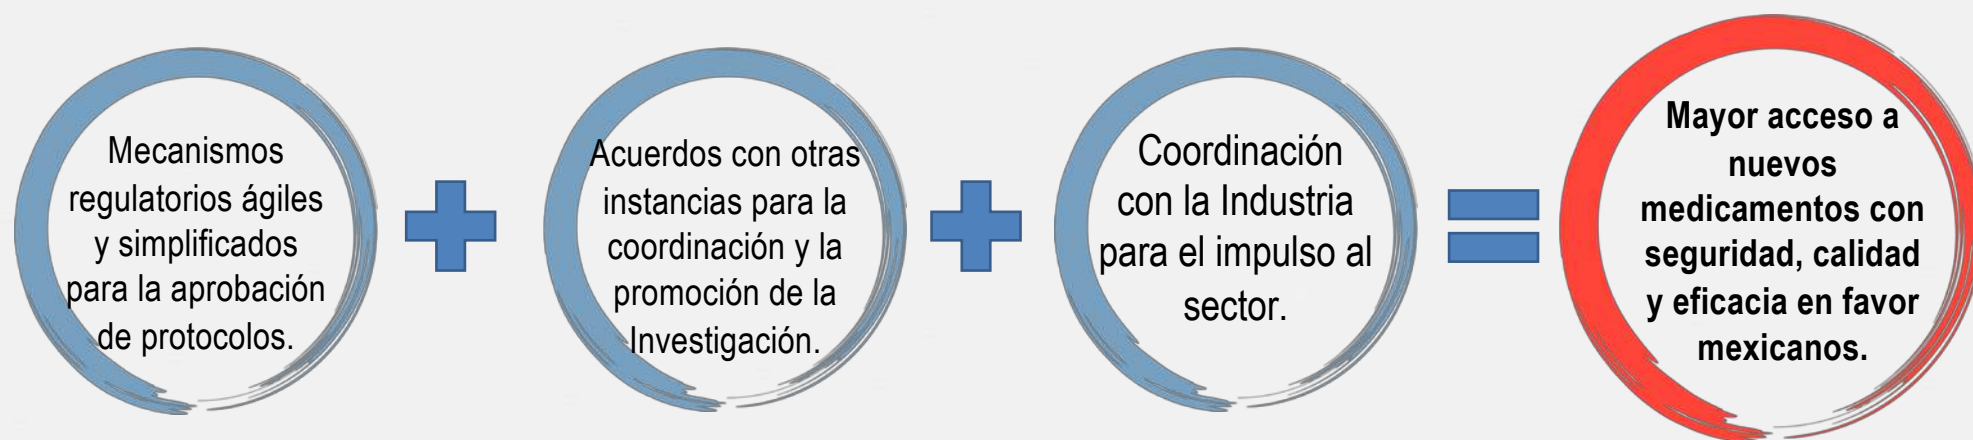 Mecanismos
regulatorios ágiles
y simplificados
para la aprobación
de protocolos.
Acuerdos con otras
instancias para la
coordinación y la
promoción de la
Investigación.
Coordinación
con la Industria
para el impulso al
sector.
Mayor acceso a
nuevos
medicamentos con
seguridad, calidad
y eficacia en favor
mexicanos.